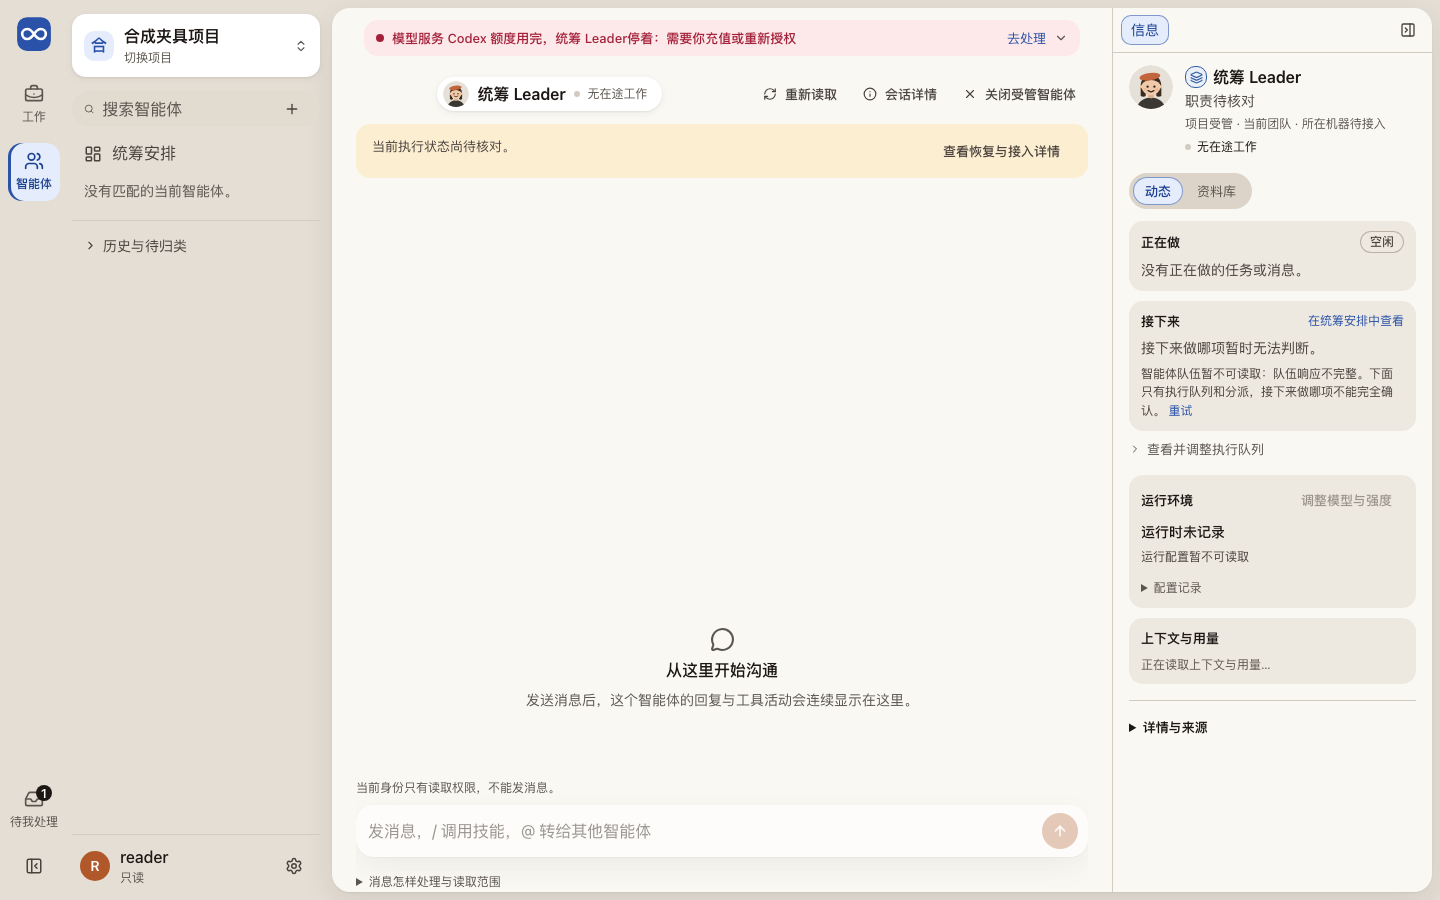 合
合成夹具项目
切换项目
工作
智能体
搜索智能体
统筹安排
没有匹配的当前智能体。
历史与待归类
1
待我处理
R
reader
只读
模型服务 Codex 额度用完，统筹 Leader停着：需要你充值或重新授权
去处理
统筹 Leader
无在途工作
重新读取
会话详情
关闭受管智能体
当前执行状态尚待核对。
查看恢复与接入详情
从这里开始沟通
发送消息后，这个智能体的回复与工具活动会连续显示在这里。
当前身份只有读取权限，不能发消息。
发消息，/ 调用技能，@ 转给其他智能体
消息怎样处理与读取范围
信息
统筹 Leader
职责待核对
项目受管 · 当前团队 · 所在机器待接入
无在途工作
动态
资料库
正在做
空闲
没有正在做的任务或消息。
接下来
在统筹安排中查看
接下来做哪项暂时无法判断。
智能体队伍暂不可读取：队伍响应不完整。下面
只有执行队列和分派，接下来做哪项不能完全确
认。 重试
查看并调整执行队列
运行环境
调整模型与强度
运行时未记录
运行配置暂不可读取
配置记录
上下文与用量
正在读取上下文与用量...
详情与来源